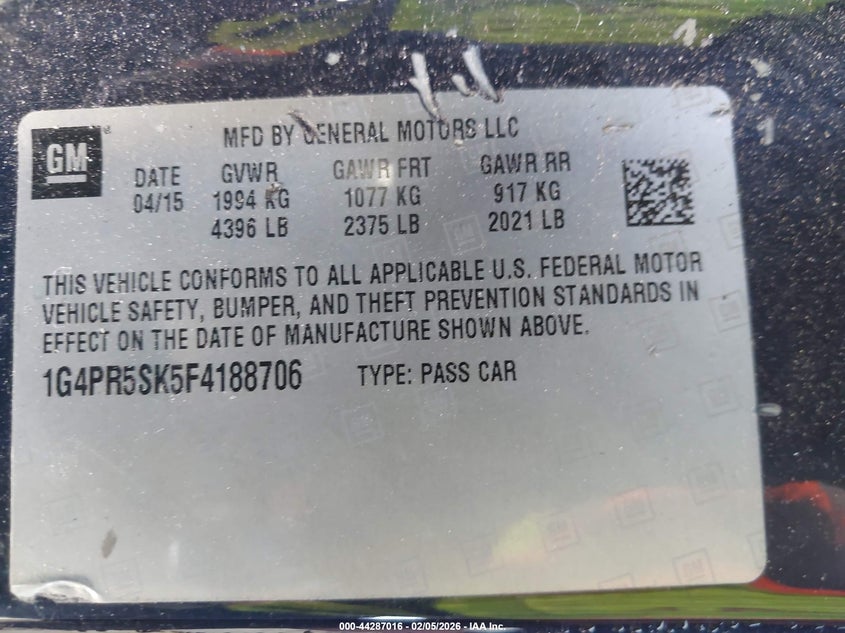 GM
MFD BY GENERAL MOTORS LLC
DATE GVWR GAWR FRT GAWR RR
04/15 1994 KG 1077 KG 917 KG
4396 LB 2375 LB 2021 LB
THIS VEHICLE CONFORMS TO ALL APPLICABLE U.S. FEDERAL MOTOR
VEHICLE SAFETY, BUMPER, AND THEFT PREVENTION STANDARDS IN
EFFECT ON THE DATE OF MANUFACTURE SHOWN ABOVE.
1G4PR5SK5F4188706 TYPE: PASS CAR
000-44287016 - 02/05/2026 - IAA Inc.